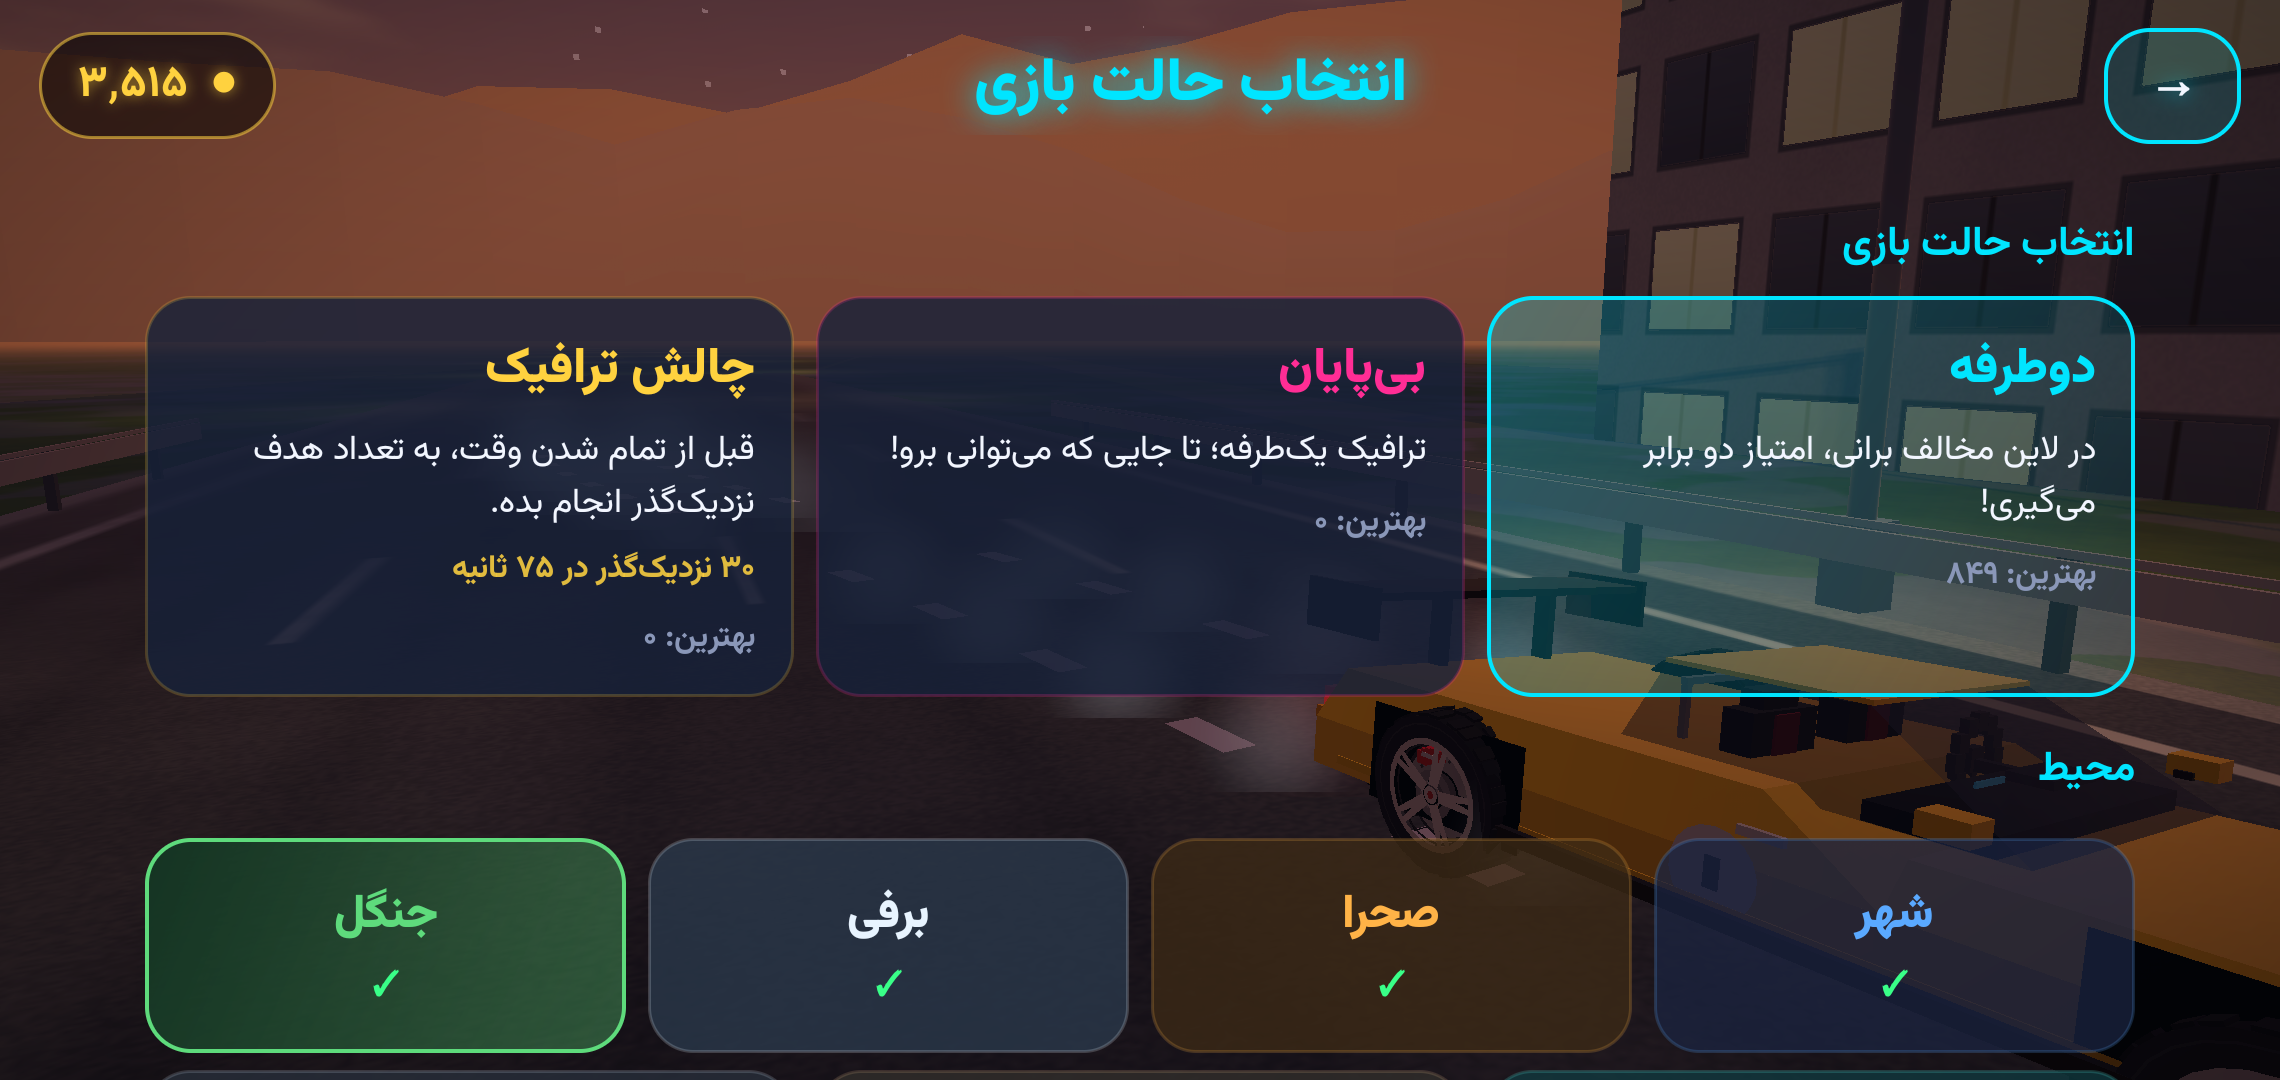 →
انتخاب حالت بازی
۳,۵۱۵
انتخاب حالت بازی
دوطرفه
در لاین مخالف برانی، امتیاز دو برابر
می‌گیری!
بهترین: ۸۴۹
بی‌پایان
ترافیک یک‌طرفه؛ تا جایی که می‌توانی برو!
بهترین: ۰
چالش ترافیک
قبل از تمام شدن وقت، به تعداد هدف
نزدیک‌گذر انجام بده.
۳۰ نزدیک‌گذر در ۷۵ ثانیه
بهترین: ۰
محیط
شهر
✓
صحرا
✓
برفی
✓
جنگل
✓